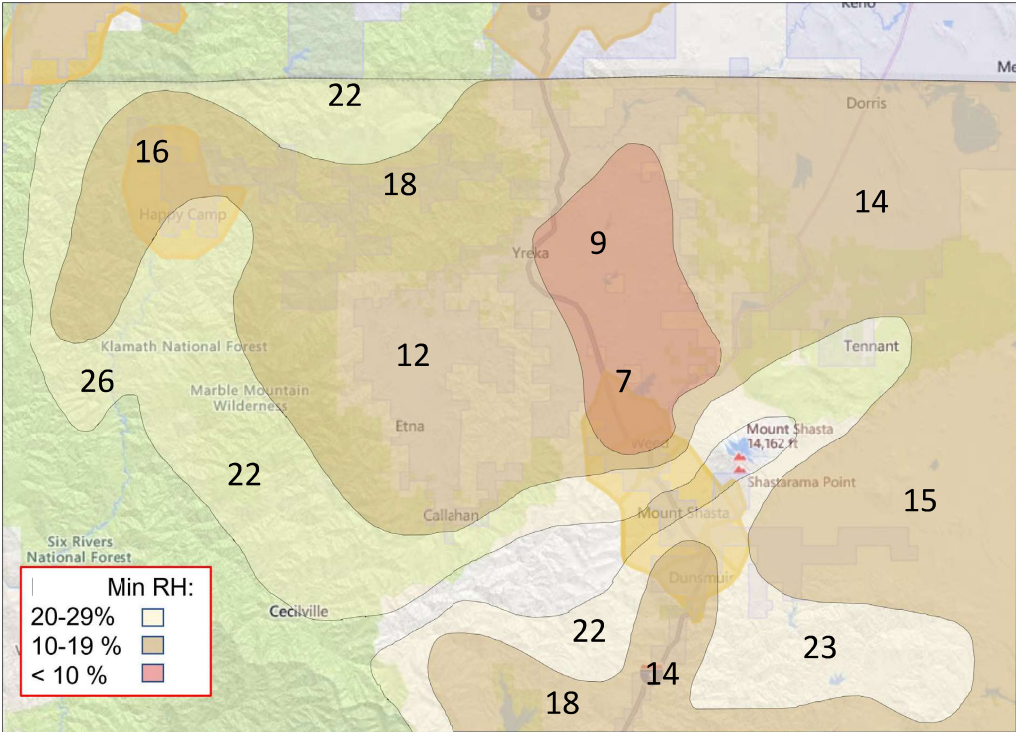 Keno
Me
22
Dorris
16
18
14
Happy Camp
9
Yreka
Klamath National Forest
12
Tennant
26
7
Marble Mountain
Wilderness
Etna
Weed
Mount Shasta
14,162 ft
22
Shastarama Point
15
Callahan
Mount Shasta
Six Rivers
National Forest
Dunsmuir
Min RH:
20-29%
10-19 %
< 10 %
Cecilville
22
23
14
18